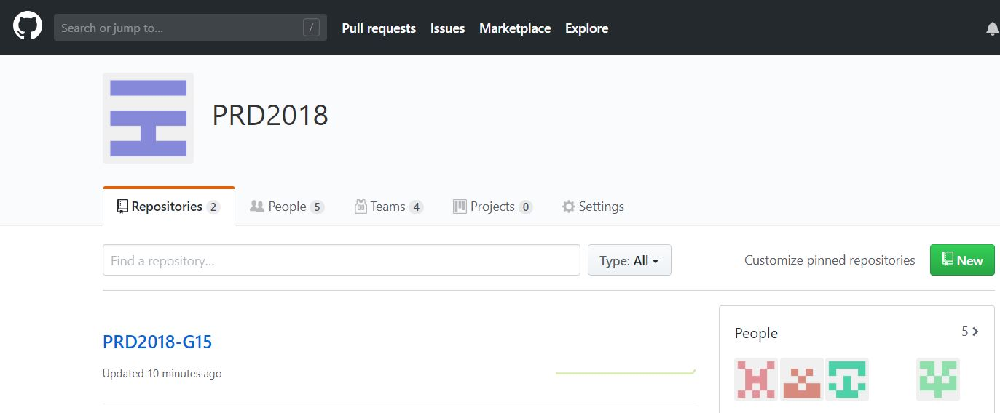 Search or jump to... / Pull requests Issues Marketplace Explore
PRD2018
Repositories 2 People 5 Teams 4 Projects 0 Settings
Find a repository... Type: All Customize pinned repositories New
People 5
PRD2018-G15
Updated 10 minutes ago